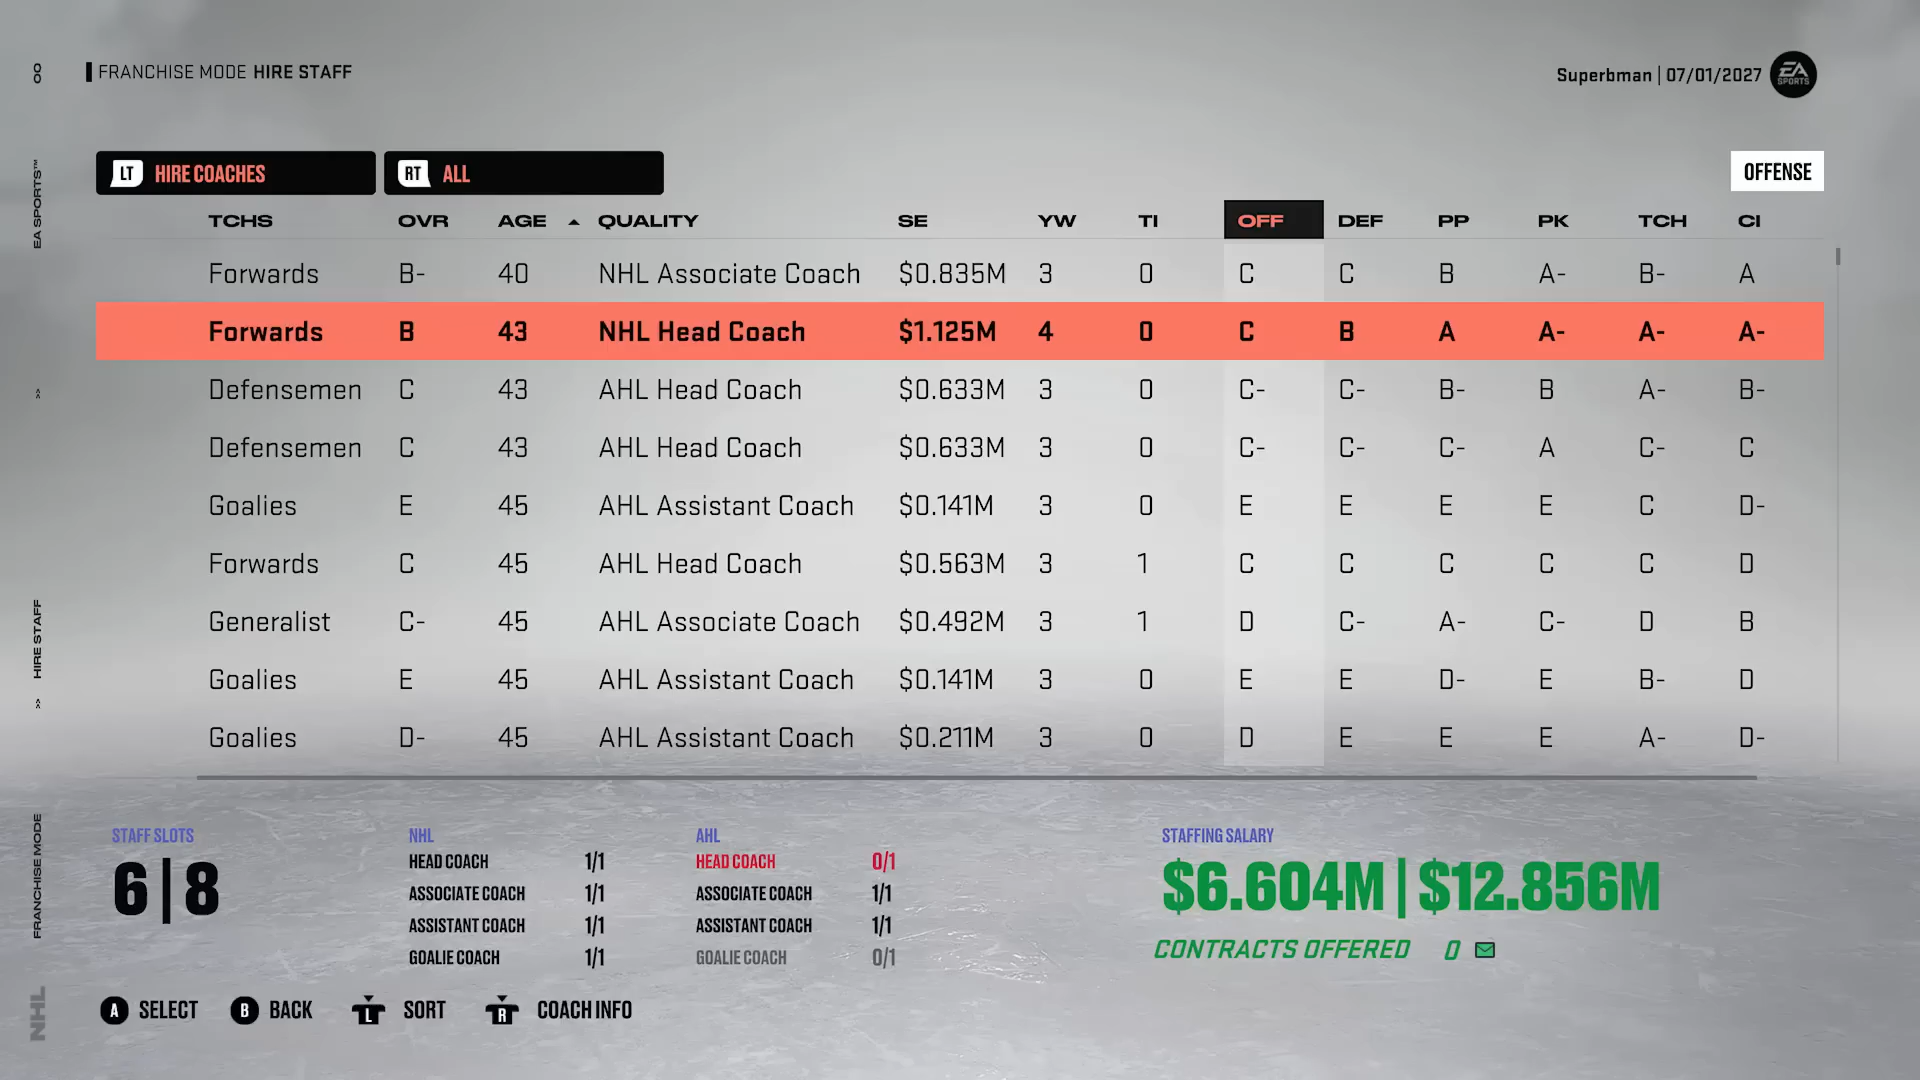 FRANCHISE MODE HIRE STAFF
Superbman | 07/01/2027
EA SPORTS
EA SPORTS™
HIRE STAFF
FRANCHISE MODE
NHL
LT HIRE COACHES
RT ALL
OFFENSE
TCHS OVR AGE QUALITY SE YW TI OFF DEF PP PK TCH CI
Forwards B- 40 NHL Associate Coach $0.835M 3 0 C C B A- B- A
Forwards B 43 NHL Head Coach $1.125M 4 0 C B A A- A- A-
Defensemen C 43 AHL Head Coach $0.633M 3 0 C- C- B- B A- B-
Defensemen C 43 AHL Head Coach $0.633M 3 0 C- C- C- A C- C
Goalies E 45 AHL Assistant Coach $0.141M 3 0 E E E E C D-
Forwards C 45 AHL Head Coach $0.563M 3 1 C C C C C D
Generalist C- 45 AHL Associate Coach $0.492M 3 1 D C- A- C- D B
Goalies E 45 AHL Assistant Coach $0.141M 3 0 E E D- E B- D
Goalies D- 45 AHL Assistant Coach $0.211M 3 0 D E E E A- D-
STAFF SLOTS
6|8
NHL
HEAD COACH 1/1
ASSOCIATE COACH 1/1
ASSISTANT COACH 1/1
GOALIE COACH 1/1
AHL
HEAD COACH 0/1
ASSOCIATE COACH 1/1
ASSISTANT COACH 1/1
GOALIE COACH 0/1
STAFFING SALARY
$6.604M|$12.856M
CONTRACTS OFFERED 0
A SELECT B BACK L SORT R COACH INFO